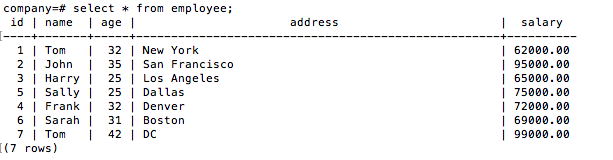 company=# select * from employee;
 id | name  | age |                      address                       |  salary
[----+-------+-----+----------------------------------------------------+----------
  1 | Tom   |  32 | New York                                           | 62000.00
  2 | John  |  35 | San Francisco                                      | 95000.00
  3 | Harry |  25 | Los Angeles                                        | 65000.00
  5 | Sally |  25 | Dallas                                             | 75000.00
  4 | Frank |  32 | Denver                                             | 72000.00
  6 | Sarah |  31 | Boston                                             | 69000.00
  7 | Tom   |  42 | DC                                                 | 99000.00
[(7 rows)